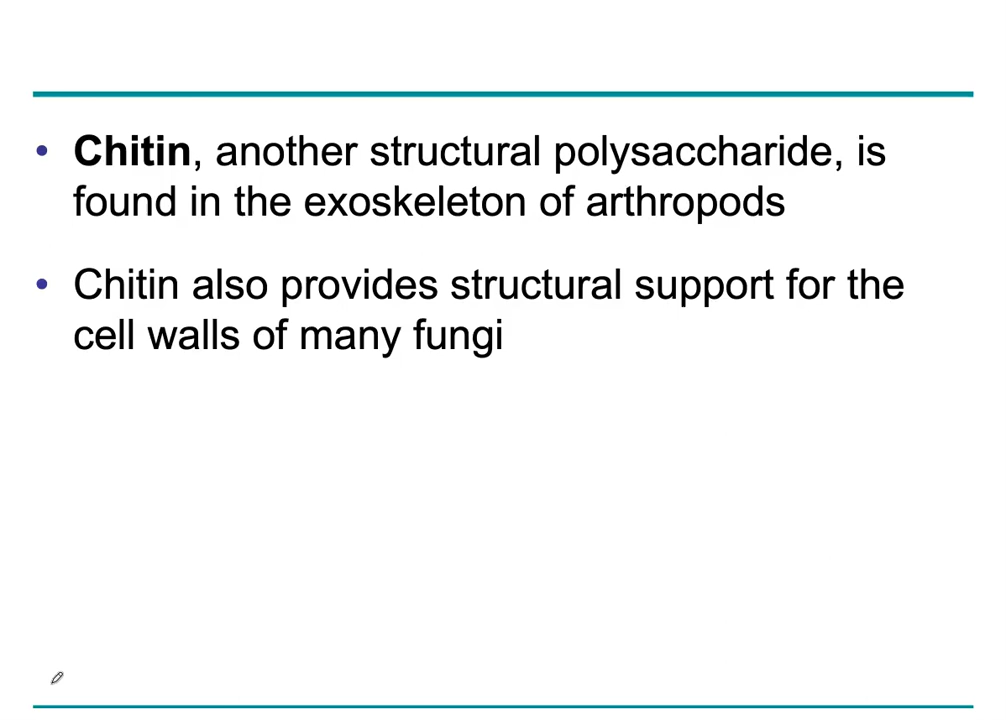 • Chitin, another structural polysaccharide, is
found in the exoskeleton of arthropods
• Chitin also provides structural support for the
cell walls of many fungi